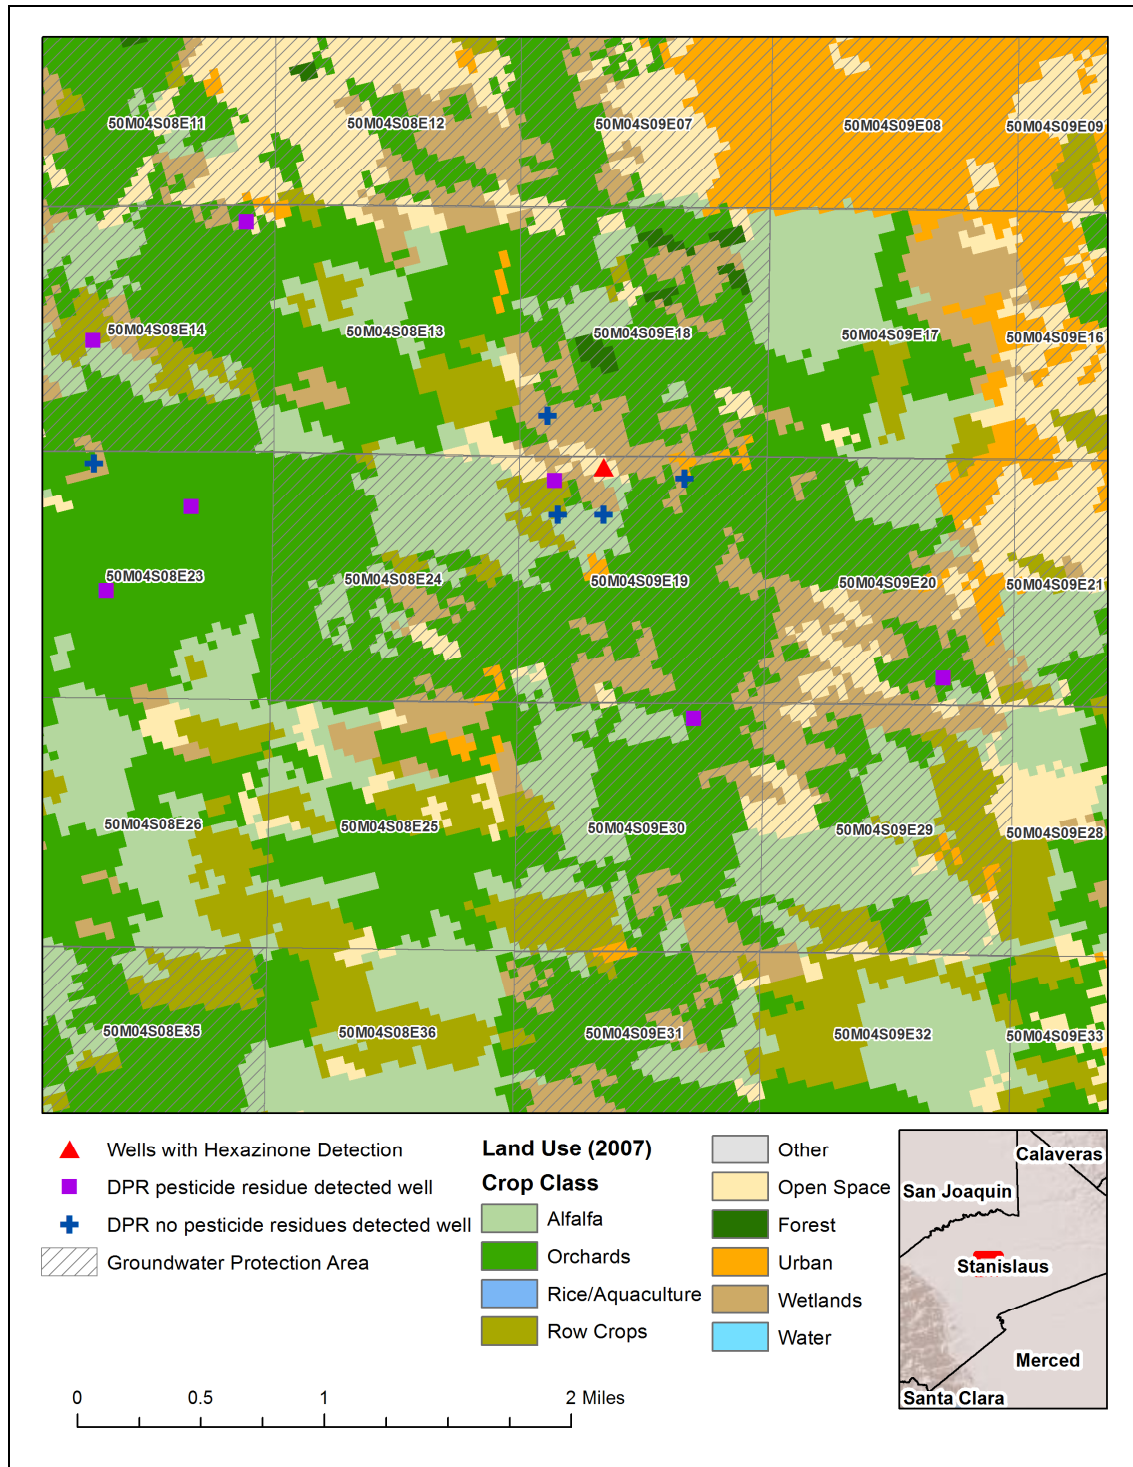 50M04S08E11
50M04S08E12
50M04S09E07
50M04S09E08
50M04S09E09
50M04S08E14
50M04S08E13
50M04S09E18
50M04S09E17
50M04S09E16
50M04S08E23
50M04S08E24
50M04S09E19
50M04S09E20
50M04S09E21
50M04S08E26
50M04S08E25
50M04S09E30
50M04S09E29
50M04S09E28
50M04S08E35
50M04S08E36
50M04S09E31
50M04S09E32
50M04S09E33
Wells with Hexazinone Detection
DPR pesticide residue detected well
DPR no pesticide residues detected well
Groundwater Protection Area
Land Use (2007)
Crop Class
Alfalfa
Orchards
Rice/Aquaculture
Row Crops
Other
Open Space
Forest
Urban
Wetlands
Water
Calaveras
San Joaquin
Stanislaus
Merced
Santa Clara
0 0.5 1 2 Miles